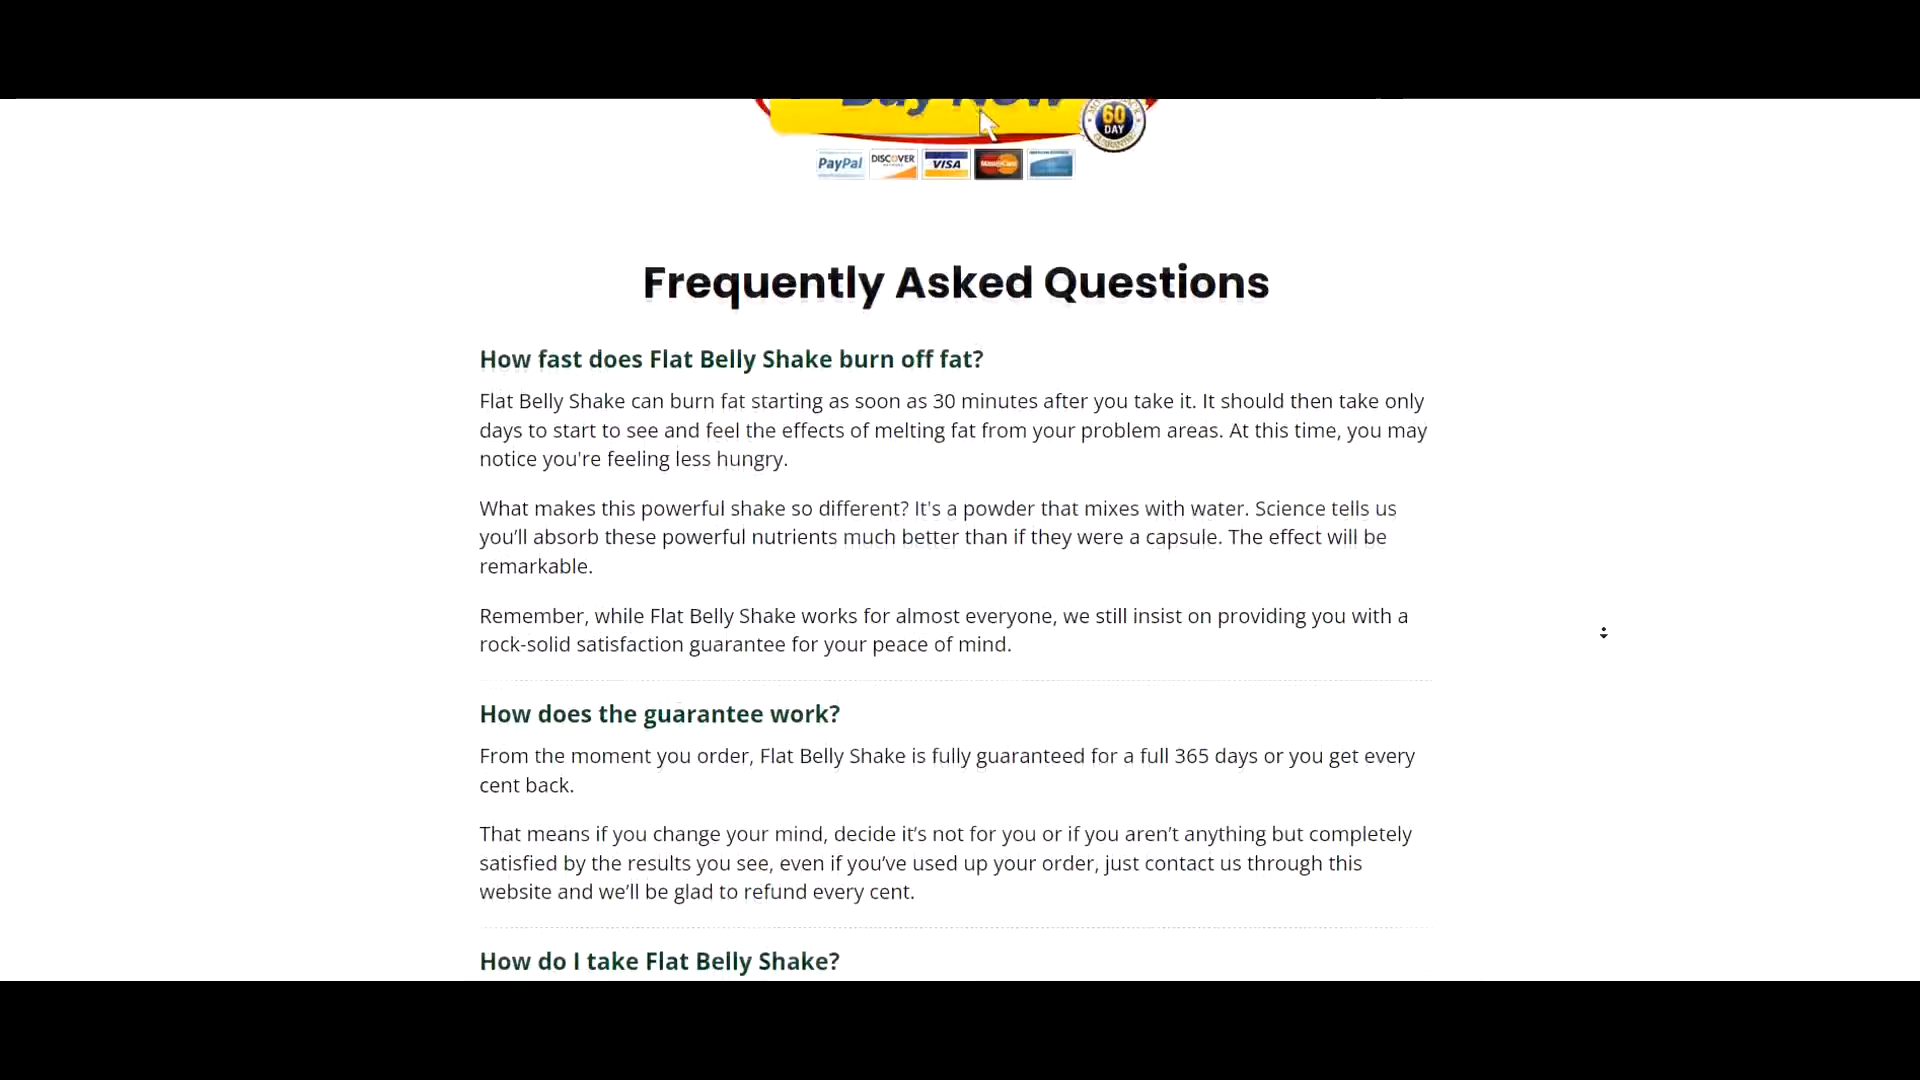 Buy Now
60
DAY
PayPal
DISCOVER
VISA
MasterCard
Frequently Asked Questions
How fast does Flat Belly Shake burn off fat?
Flat Belly Shake can burn fat starting as soon as 30 minutes after you take it. It should then take only
days to start to see and feel the effects of melting fat from your problem areas. At this time, you may
notice you're feeling less hungry.
What makes this powerful shake so different? It's a powder that mixes with water. Science tells us
you’ll absorb these powerful nutrients much better than if they were a capsule. The effect will be
remarkable.
Remember, while Flat Belly Shake works for almost everyone, we still insist on providing you with a
rock-solid satisfaction guarantee for your peace of mind.
How does the guarantee work?
From the moment you order, Flat Belly Shake is fully guaranteed for a full 365 days or you get every
cent back.
That means if you change your mind, decide it’s not for you or if you aren’t anything but completely
satisfied by the results you see, even if you’ve used up your order, just contact us through this
website and we’ll be glad to refund every cent.
How do I take Flat Belly Shake?